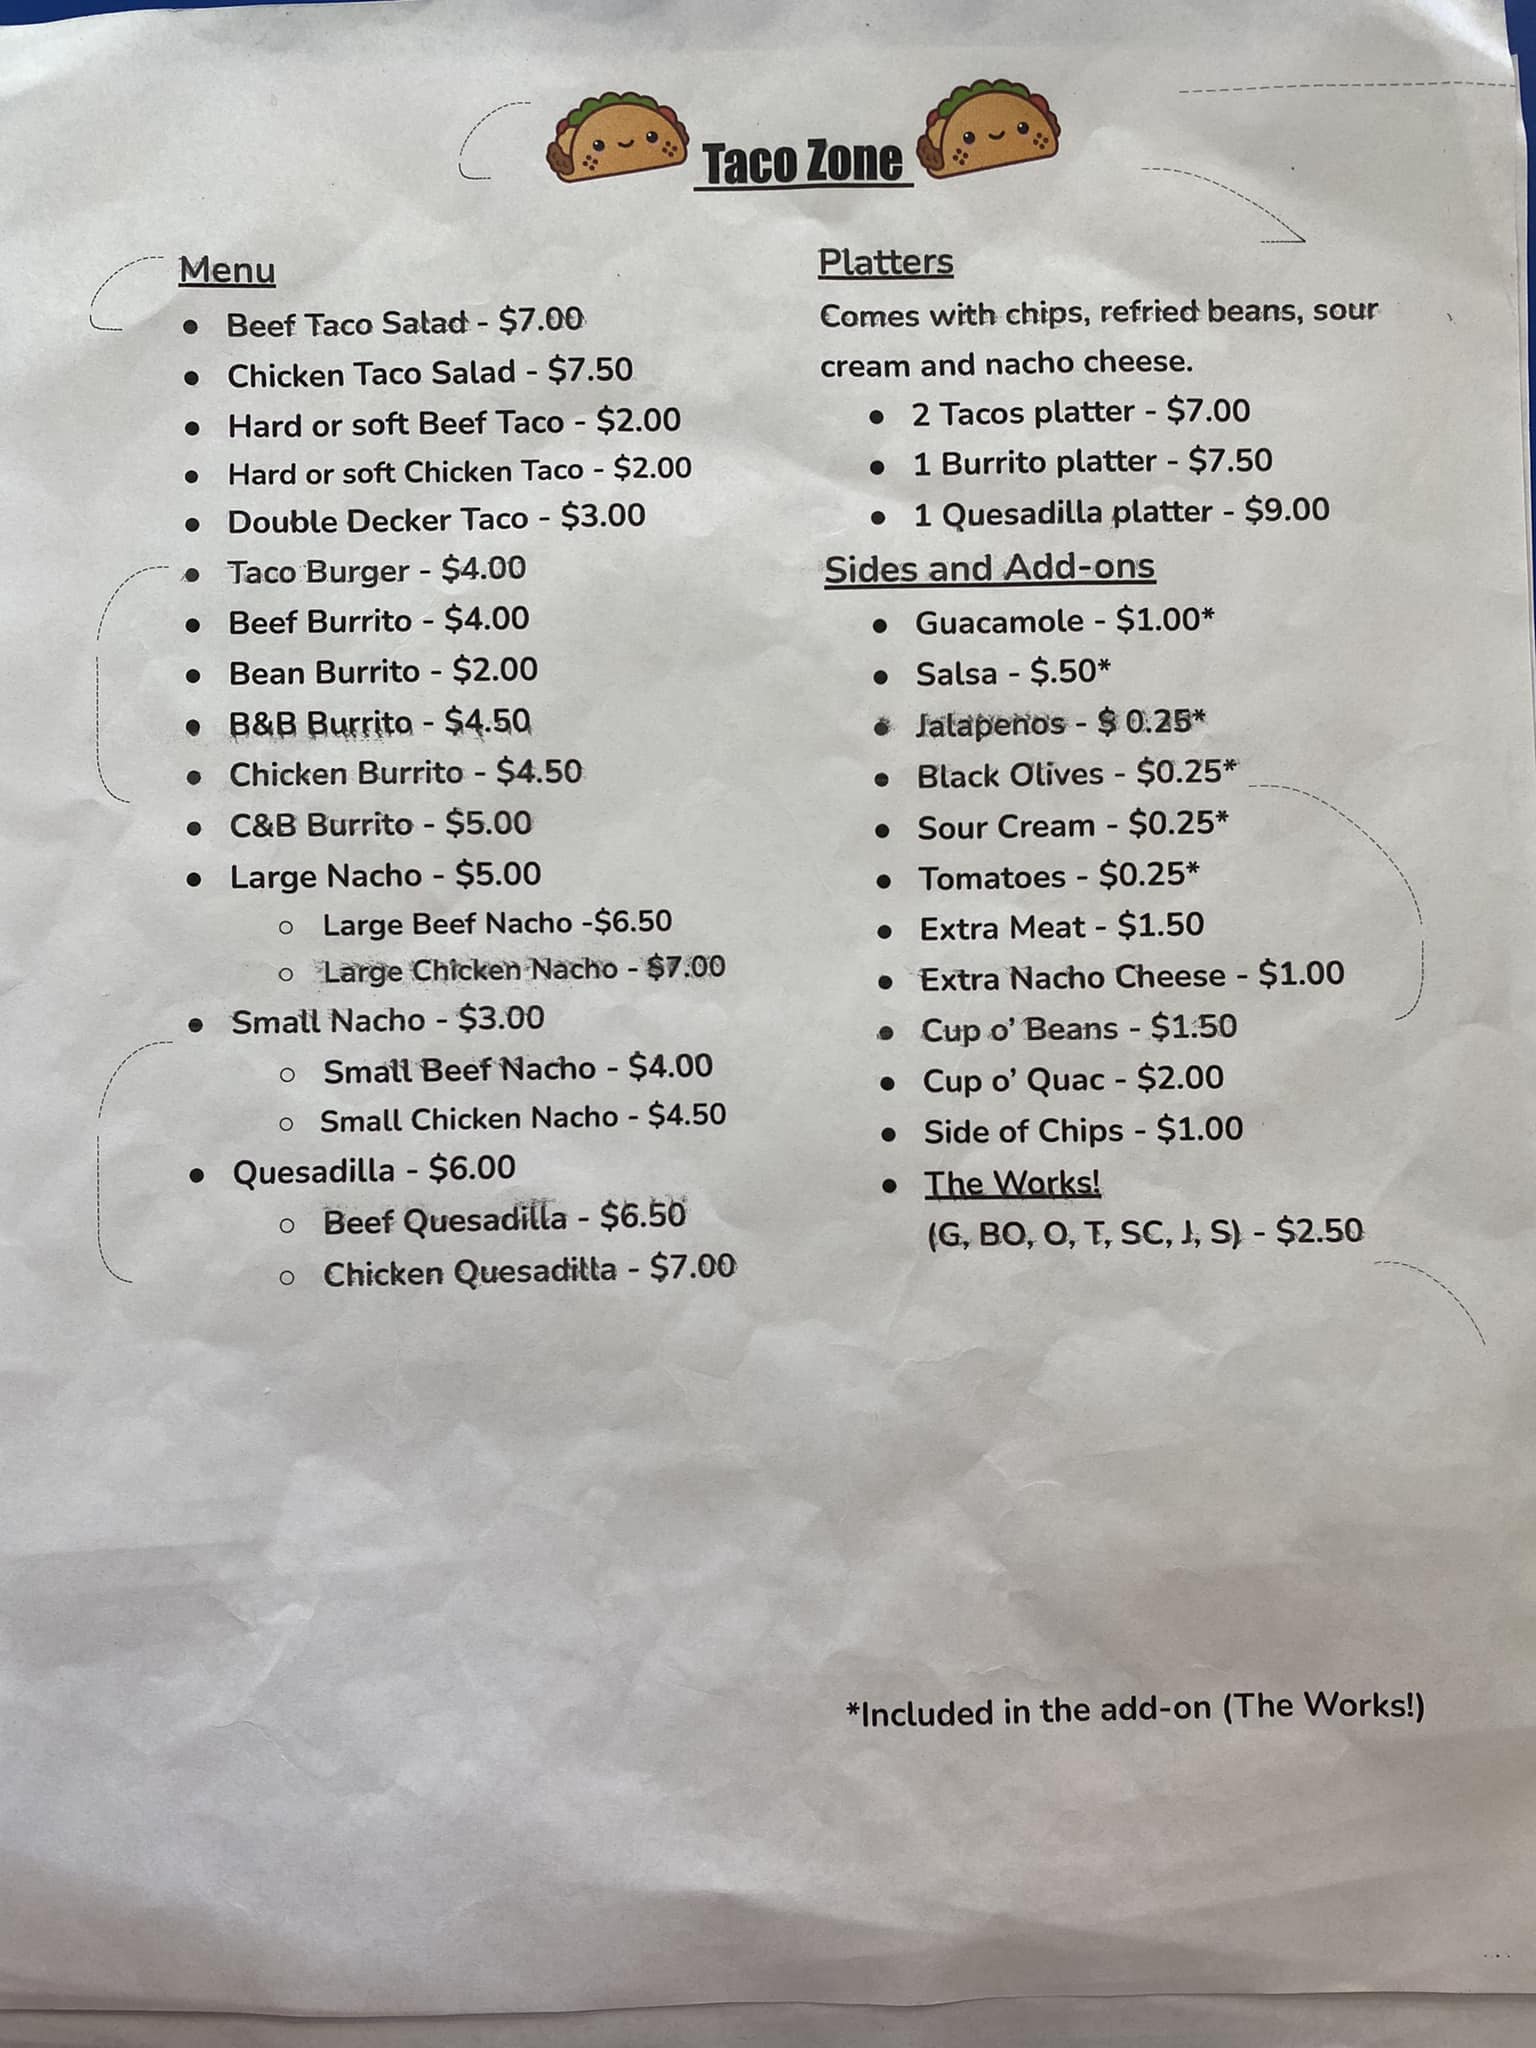 Taco Zone
Menu
Beef Taco Salad - $7.00
Chicken Taco Salad - $7.50
Hard or soft Beef Taco - $2.00
Hard or soft Chicken Taco - $2.00
Double Decker Taco - $3.00
Taco Burger - $4.00
Beef Burrito - $4.00
Bean Burrito - $2.00
B&B Burrito - $4.50
Chicken Burrito - $4.50
C&B Burrito - $5.00
Large Nacho - $5.00
Large Beef Nacho -$6.50
Large Chicken Nacho - $7.00
Small Nacho - $3.00
Small Beef Nacho - $4.00
Small Chicken Nacho - $4.50
Quesadilla - $6.00
Beef Quesadilla - $6.50
Chicken Quesadilla - $7.00
Platters
Comes with chips, refried beans, sour
cream and nacho cheese.
2 Tacos platter - $7.00
1 Burrito platter - $7.50
1 Quesadilla platter - $9.00
Sides and Add-ons
Guacamole - $1.00*
Salsa - $.50*
Jalapenos - $ 0.25*
Black Olives - $0.25*
Sour Cream - $0.25*
Tomatoes - $0.25*
Extra Meat - $1.50
Extra Nacho Cheese - $1.00
Cup o’ Beans - $1.50
Cup o’ Quac - $2.00
Side of Chips - $1.00
The Works!
(G, BO, O, T, SC, J, S) - $2.50
*Included in the add-on (The Works!)